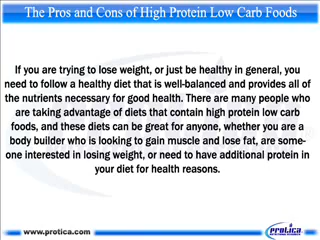 The Pros and Cons of High Protein Low Carb Foods
If you are trying to lose weight, or just be healthy in general, you
need to follow a healthy diet that is well-balanced and provides all of
the nutrients necessary for good health. There are many people who
are taking advantage of diets that contain high protein low carb
foods, and these diets can be great for anyone, whether you are a
body builder who is looking to gain muscle and lose fat, are some-
one interested in losing weight, or need to have additional protein in
your diet for health reasons.
www.protica.com
protica